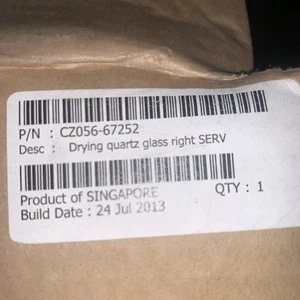 P/N : CZ056-67252
Desc : Drying quartz glass right SERV
Product of SINGAPORE QTY : 1
Build Date : 24 Jul 2013